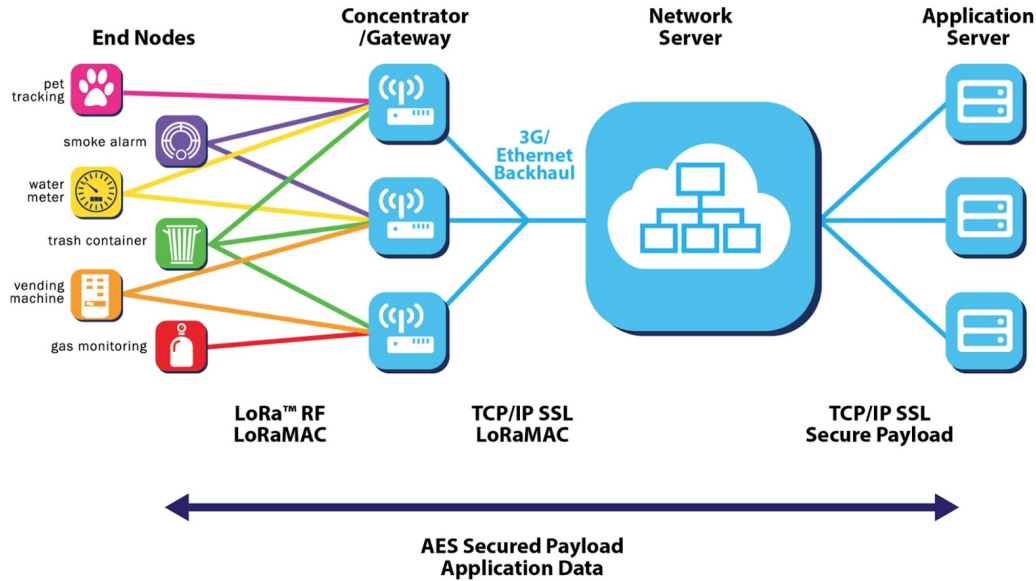 End Nodes
Concentrator
/Gateway
Network
Server
Application
Server
pet
tracking
smoke alarm
water
meter
trash container
vending
machine
gas monitoring
3G/
Ethernet
Backhaul
LoRa™ RF
LoRaMAC
TCP/IP SSL
LoRaMAC
TCP/IP SSL
Secure Payload
AES Secured Payload
Application Data